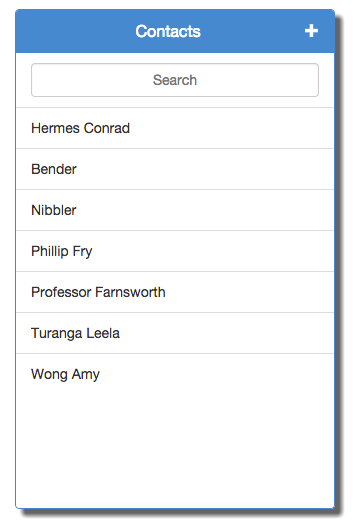 Contacts
Search
Hermes Conrad
Bender
Nibbler
Phillip Fry
Professor Farnsworth
Turanga Leela
Wong Amy